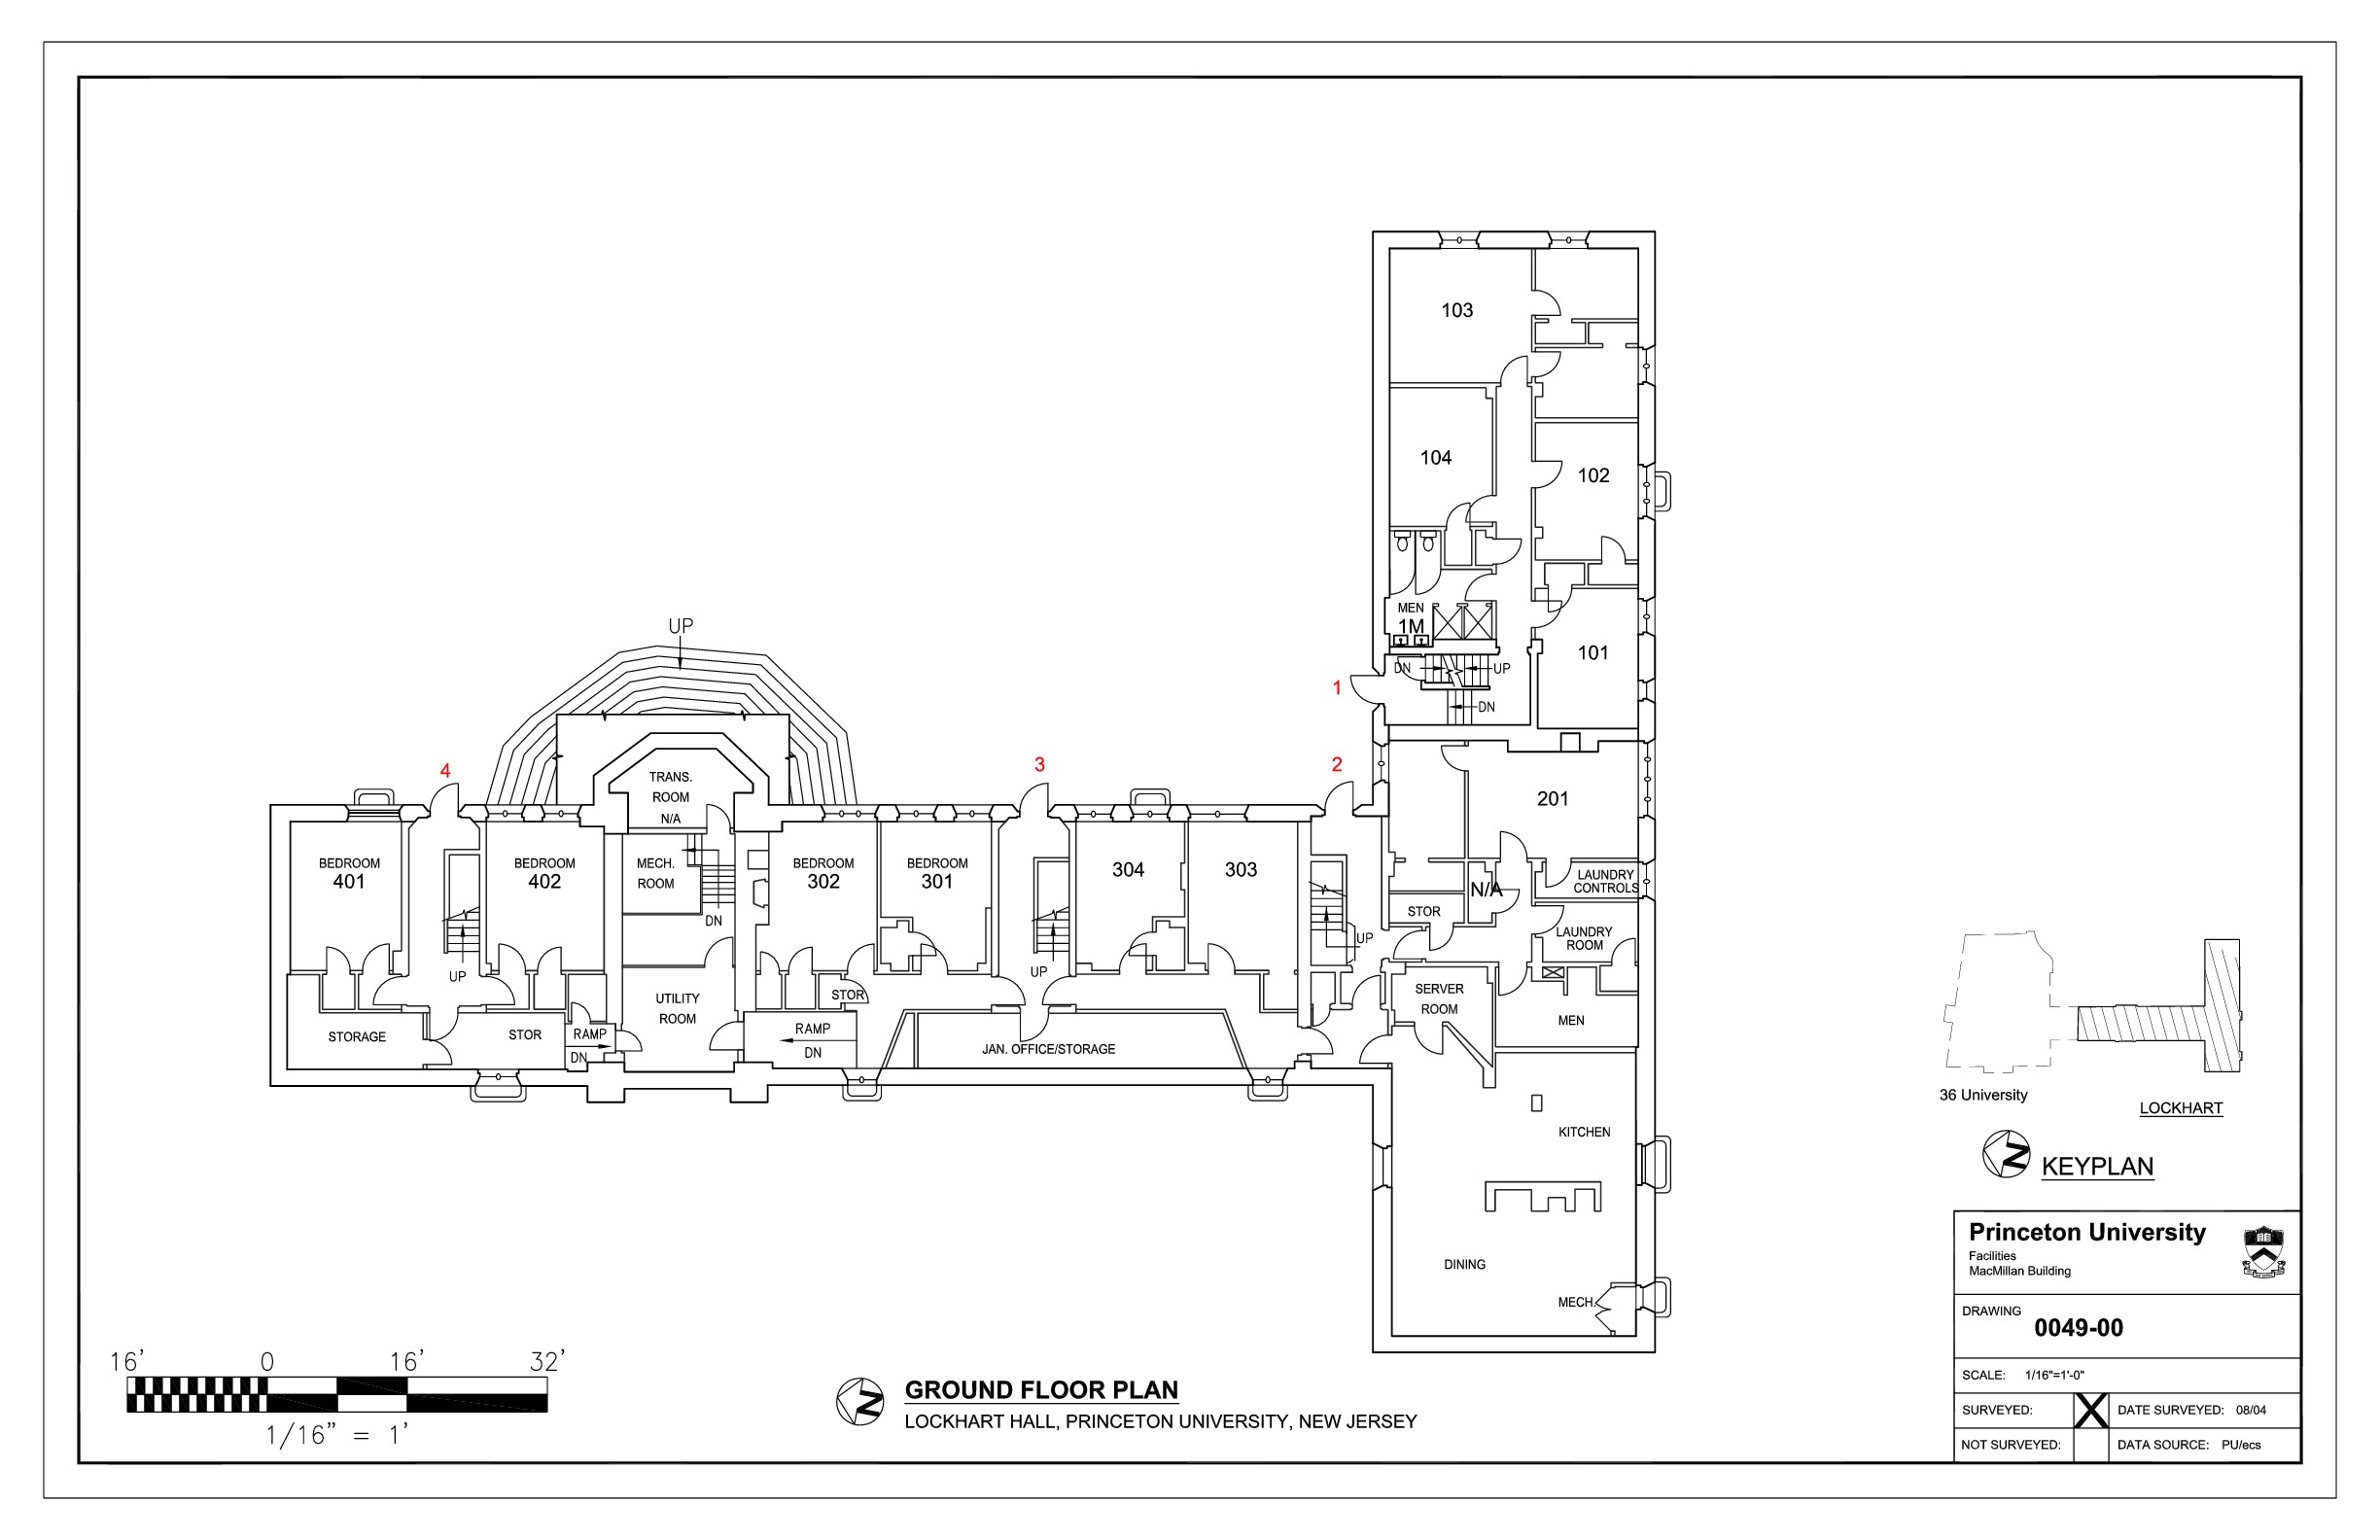 103
104
102
MEN
1M
101
UP
DN
UP
1
DN
4
3
2
TRANS.
ROOM
N/A
201
BEDROOM
401
BEDROOM
402
MECH.
ROOM
BEDROOM
302
BEDROOM
301
304
303
LAUNDRY
CONTROLS
N/A
STOR
DN
UP
LAUNDRY
ROOM
UP
UP
STOR
UTILITY
ROOM
SERVER
ROOM
MEN
STORAGE
STOR
RAMP
DN
RAMP
DN
JAN. OFFICE/STORAGE
KITCHEN
DINING
MECH.
36 University
LOCKHART
N
KEYPLAN
Princeton University
Facilities
MacMillan Building
DRAWING
0049-00
SCALE: 1/16"=1'-0"
SURVEYED: X DATE SURVEYED: 08/04
NOT SURVEYED: DATA SOURCE: PU/ecs
16' 0 16' 32'
1/16" = 1'
N
GROUND FLOOR PLAN
LOCKHART HALL, PRINCETON UNIVERSITY, NEW JERSEY